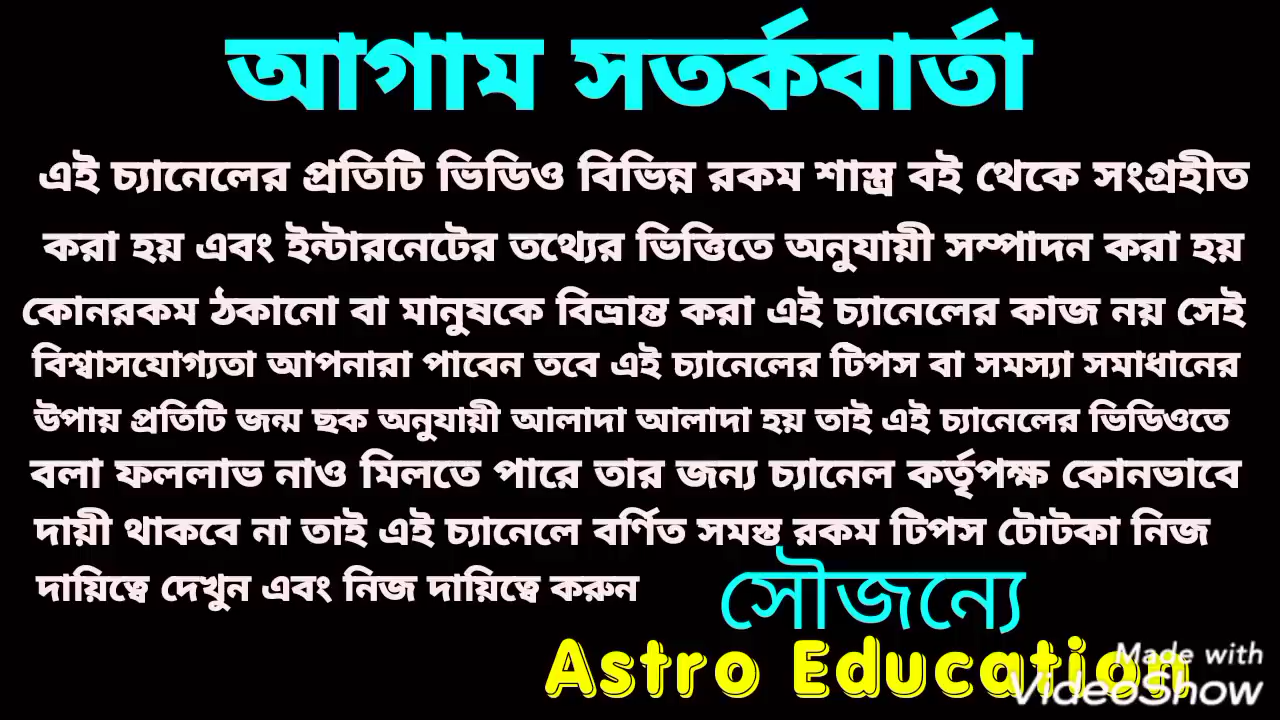 আগাম সতর্কবার্তা
এই চ্যানেলের প্রতিটি ভিডিও বিভিন্ন রকম শাস্ত্র বই থেকে সংগ্রহীত
করা হয় এবং ইন্টারনেটের তথ্যের ভিত্তিতে অনুযায়ী সম্পাদন করা হয়
কোনরকম ঠকানো বা মানুষকে বিভ্রান্ত করা এই চ্যানেলের কাজ নয় সেই
বিশ্বাসযোগ্যতা আপনারা পাবেন তবে এই চ্যানেলের টিপস বা সমস্যা সমাধানের
উপায় প্রতিটি জন্ম ছক অনুযায়ী আলাদা আলাদা হয় তাই এই চ্যানেলের ভিডিওতে
বলা ফললাভ নাও মিলতে পারে তার জন্য চ্যানেল কর্তৃপক্ষ কোনভাবে
দায়ী থাকবে না তাই এই চ্যানেলে বর্ণিত সমস্ত রকম টিপস টোটকা নিজ
দায়িত্বে দেখুন এবং নিজ দায়িত্বে করুন
সৌজন্যে
Astro Education
Made with
VideoShow